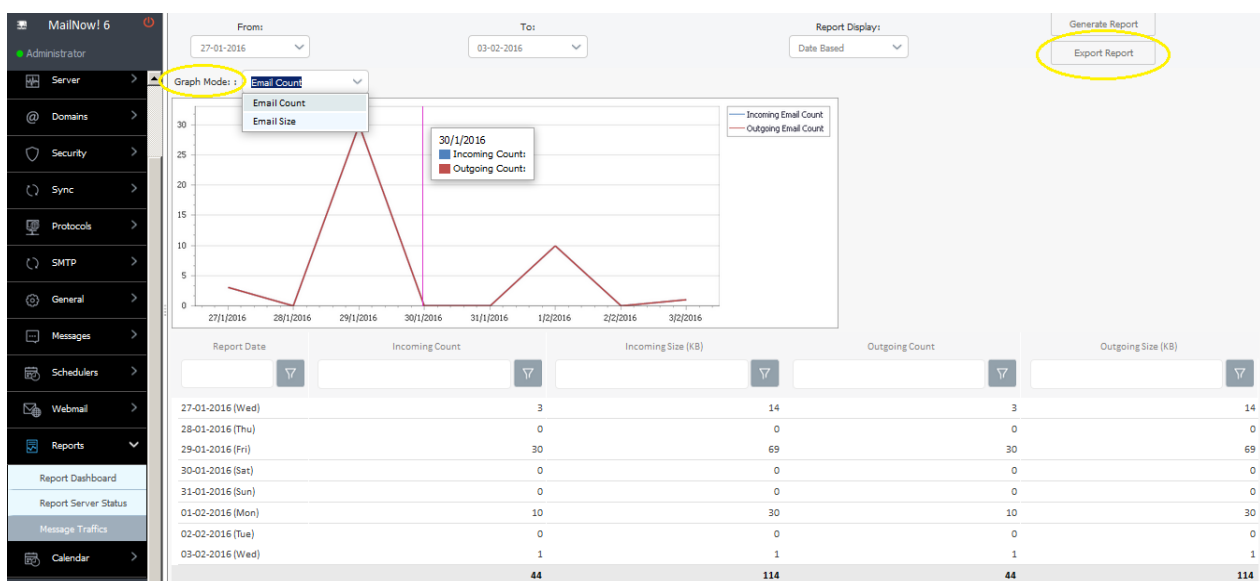 MailNow! 6
Administrator
Server
Domains
Security
Sync
Protocols
SMTP
General
Messages
Schedulers
Webmail
Reports
Report Dashboard
Report Server Status
Message Traffics
Calendar
From: To: Report Display: Generate Report
27-01-2016 03-02-2016 Date Based Export Report
Graph Mode: : Email Count
Email Count
Email Size
Incoming Email Count
Outgoing Email Count
30/1/2016
Incoming Count:
Outgoing Count:
30
25
20
15
10
5
0
27/1/2016 28/1/2016 29/1/2016 30/1/2016 31/1/2016 1/2/2016 2/2/2016 3/2/2016
Report Date Incoming Count Incoming Size (KB) Outgoing Count Outgoing Size (KB)
27-01-2016 (Wed) 3 14 3 14
28-01-2016 (Thu) 0 0 0 0
29-01-2016 (Fri) 30 69 30 69
30-01-2016 (Sat) 0 0 0 0
31-01-2016 (Sun) 0 0 0 0
01-02-2016 (Mon) 10 30 10 30
02-02-2016 (Tue) 0 0 0 0
03-02-2016 (Wed) 1 1 1 1
44 114 44 114